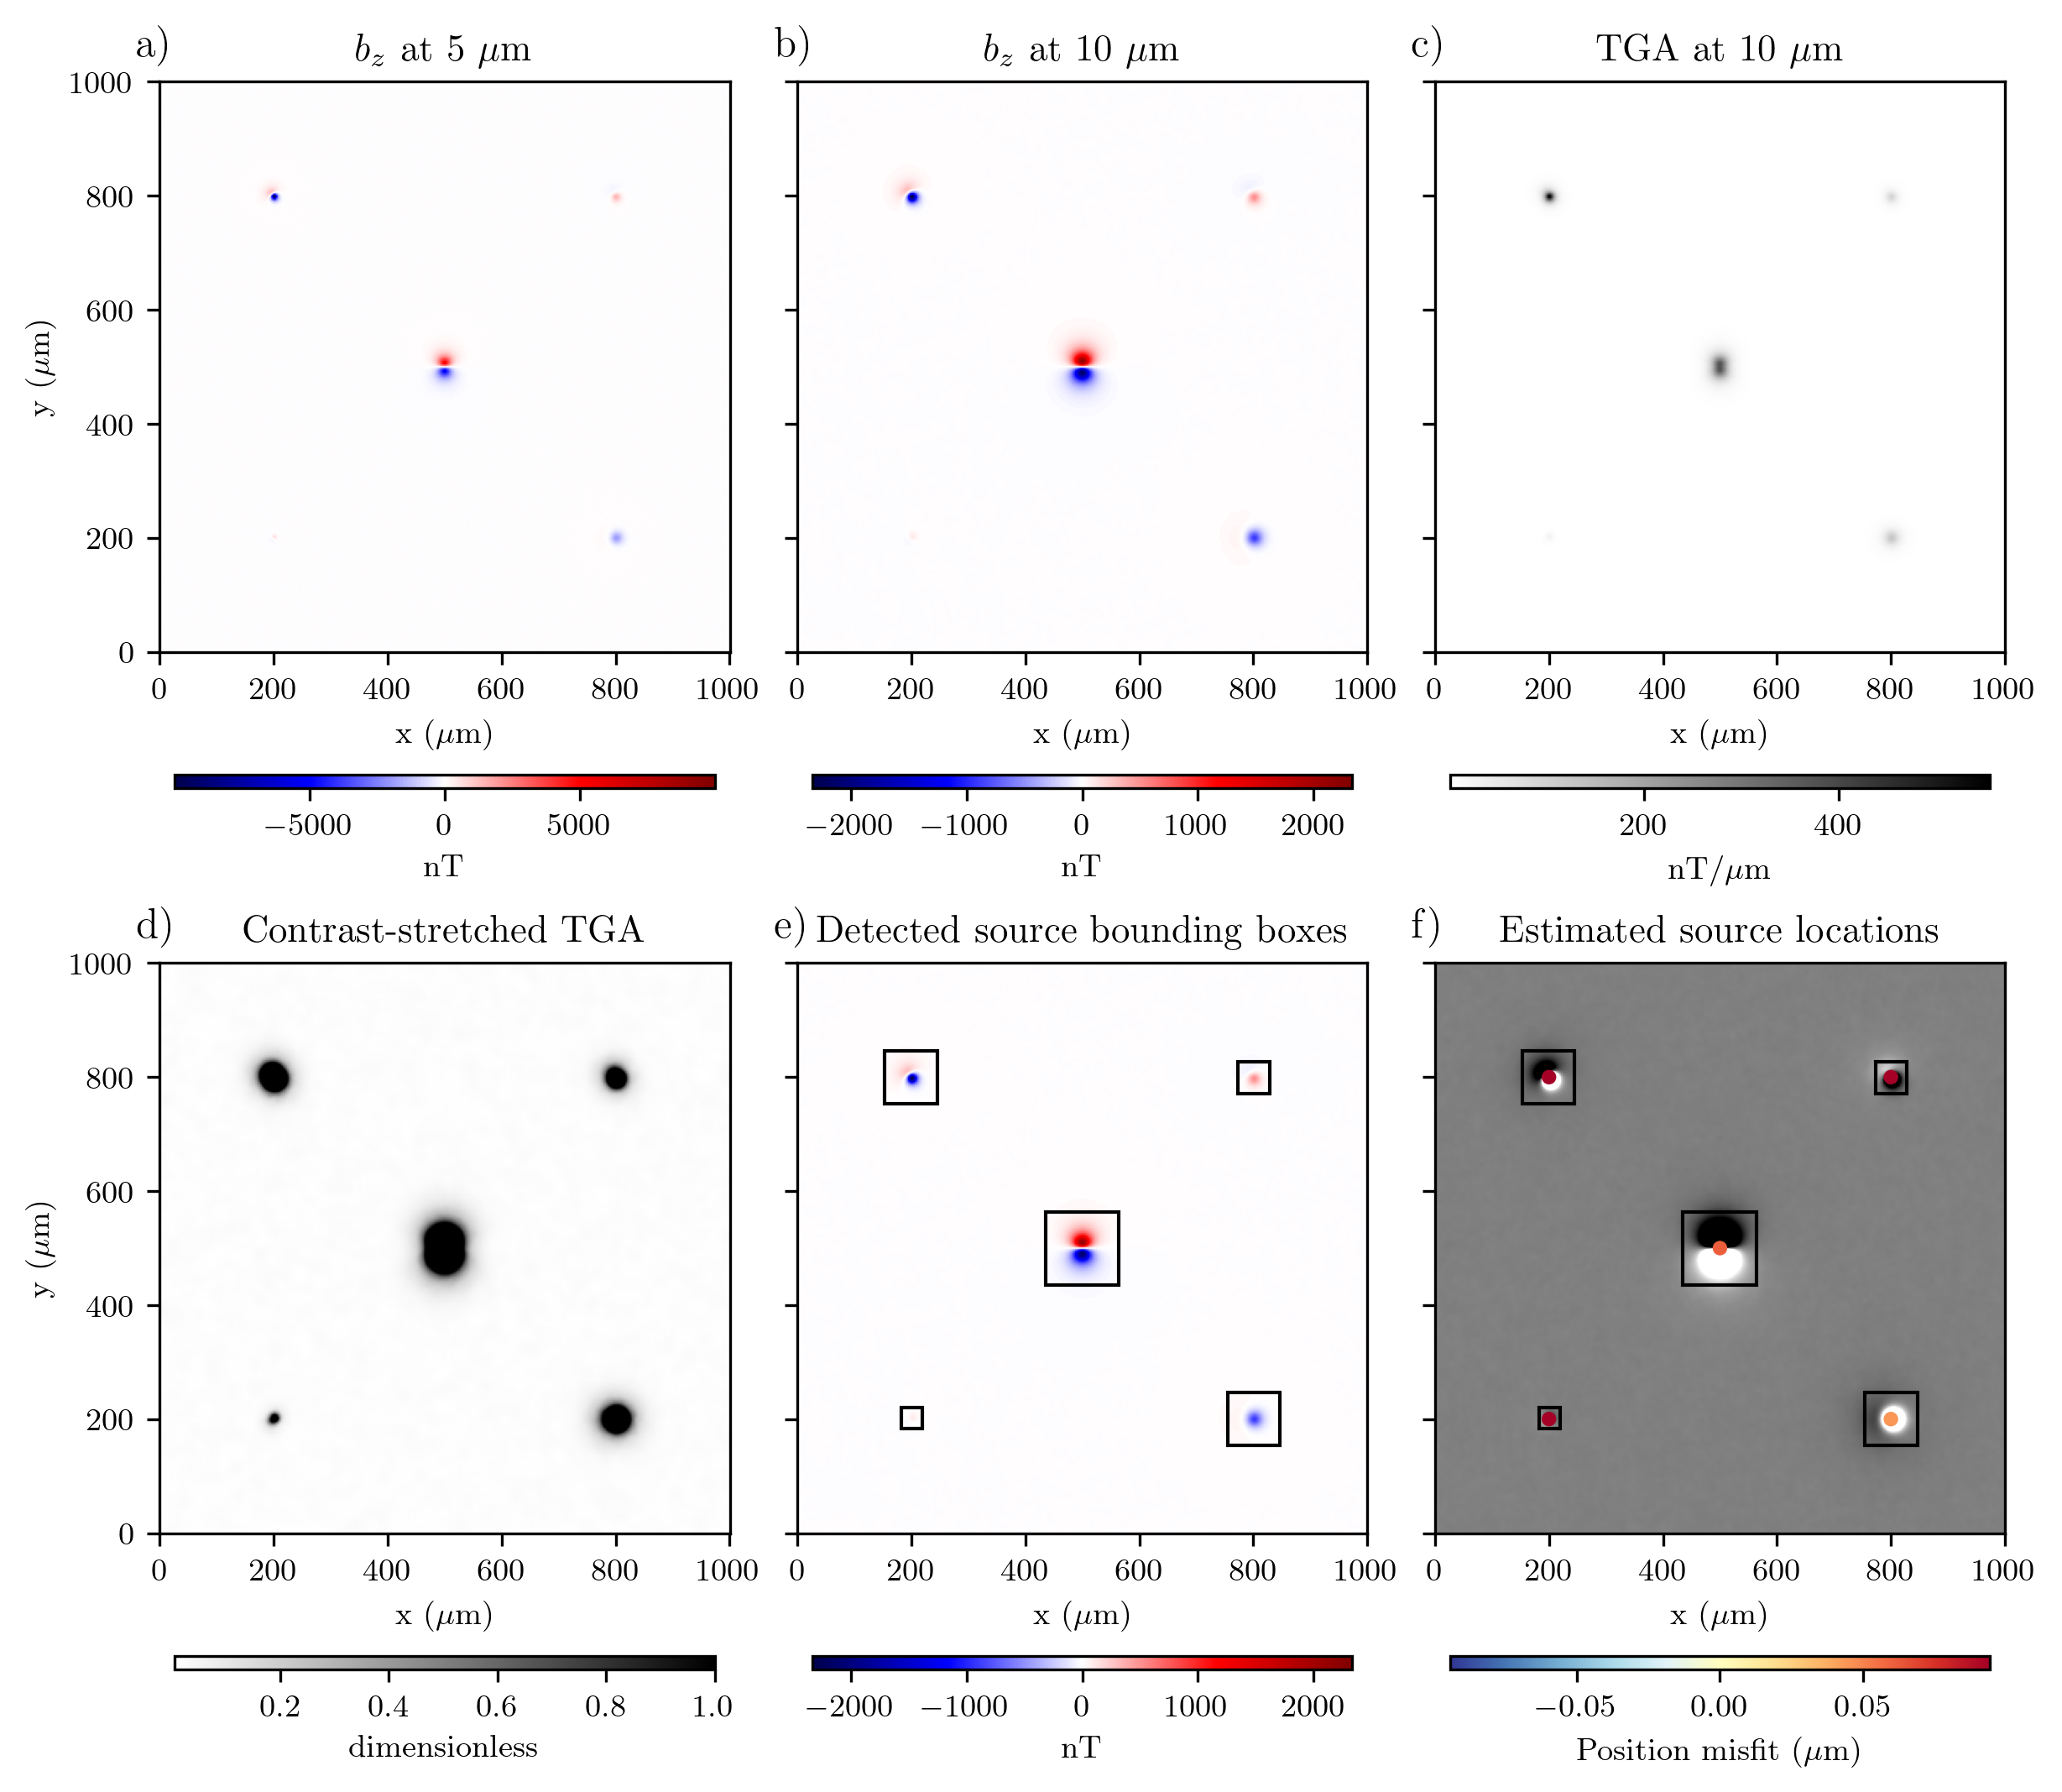 a) b_z at 5 μm
b) b_z at 10 μm
c) TGA at 10 μm
1000
800
600
400
200
0
y (μm)
0 200 400 600 800 1000
0 200 400 600 800 1000
0 200 400 600 800 1000
x (μm)
x (μm)
x (μm)
−5000 0 5000
−2000 −1000 0 1000 2000
200 400
nT
nT
nT/μm
d) Contrast-stretched TGA
e) Detected source bounding boxes
f) Estimated source locations
1000
800
600
400
200
0
y (μm)
0 200 400 600 800 1000
0 200 400 600 800 1000
0 200 400 600 800 1000
x (μm)
x (μm)
x (μm)
0.2 0.4 0.6 0.8 1.0
−2000 −1000 0 1000 2000
−0.05 0.00 0.05
dimensionless
nT
Position misfit (μm)